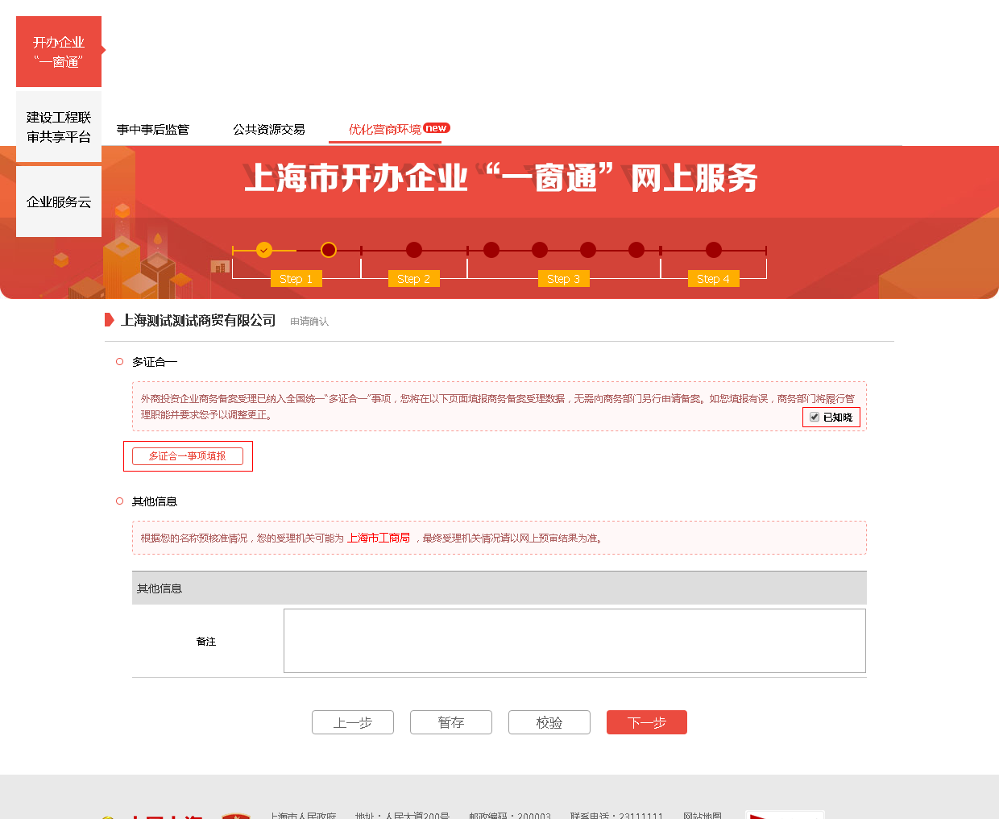 开办企业
“一窗通”
建设工程联
审共享平台
企业服务云
事中事后监管 公共资源交易 优化营商环境 new
上海市开办企业“一窗通”网上服务
Step 1 Step 2 Step 3 Step 4
上海测试测试商贸有限公司 申请确认
多证合一
外商投资企业商务备案受理已纳入全国统一“多证合一”事项，您将在以下页面填报商务备案受理数据，无需向商务部门另行申请备案。如您填报有误，商务部门将履行管
理职能并要求您予以调整更正。
已知晓
多证合一事项填报
其他信息
根据您的名称预核准情况，您的受理机关可能为 上海市工商局 ，最终受理机关情况请以网上预审结果为准。
其他信息
备注
上一步 暂存 校验 下一步
上海市人民政府 地址：人民大道200号 邮政编码：200003 联系电话：23111111 网站地图